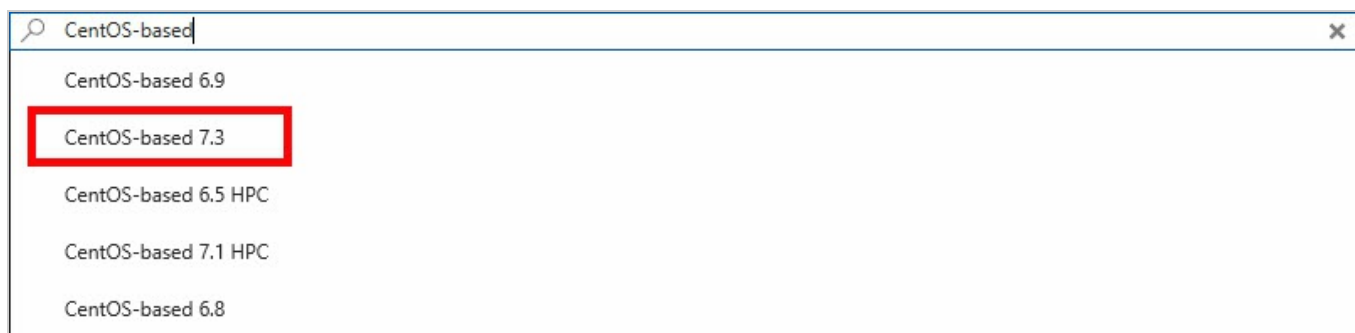 CentOS-based
CentOS-based 6.9
CentOS-based 7.3
CentOS-based 6.5 HPC
CentOS-based 7.1 HPC
CentOS-based 6.8